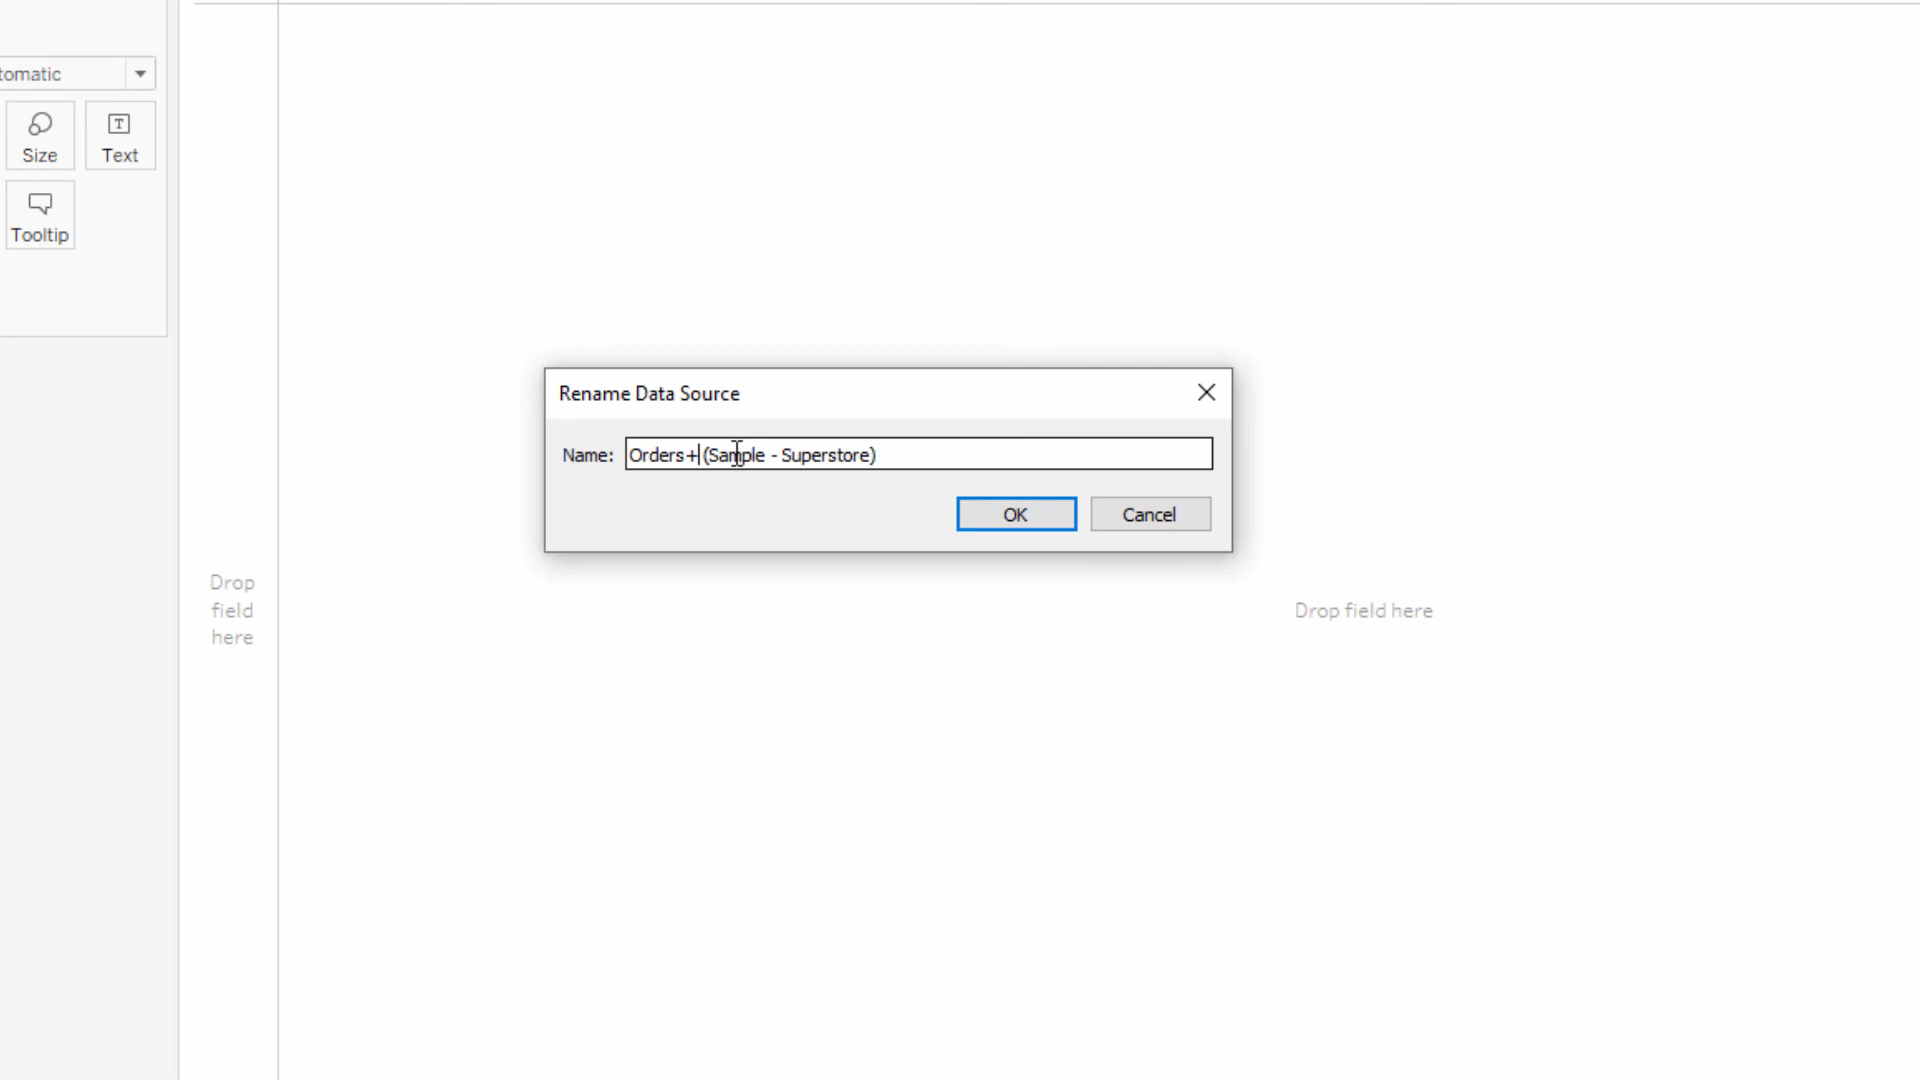 tomatic
Size
Text
Tooltip
Rename Data Source
Name: Orders+ (Sample - Superstore)
OK
Cancel
Drop
field
here
Drop field here